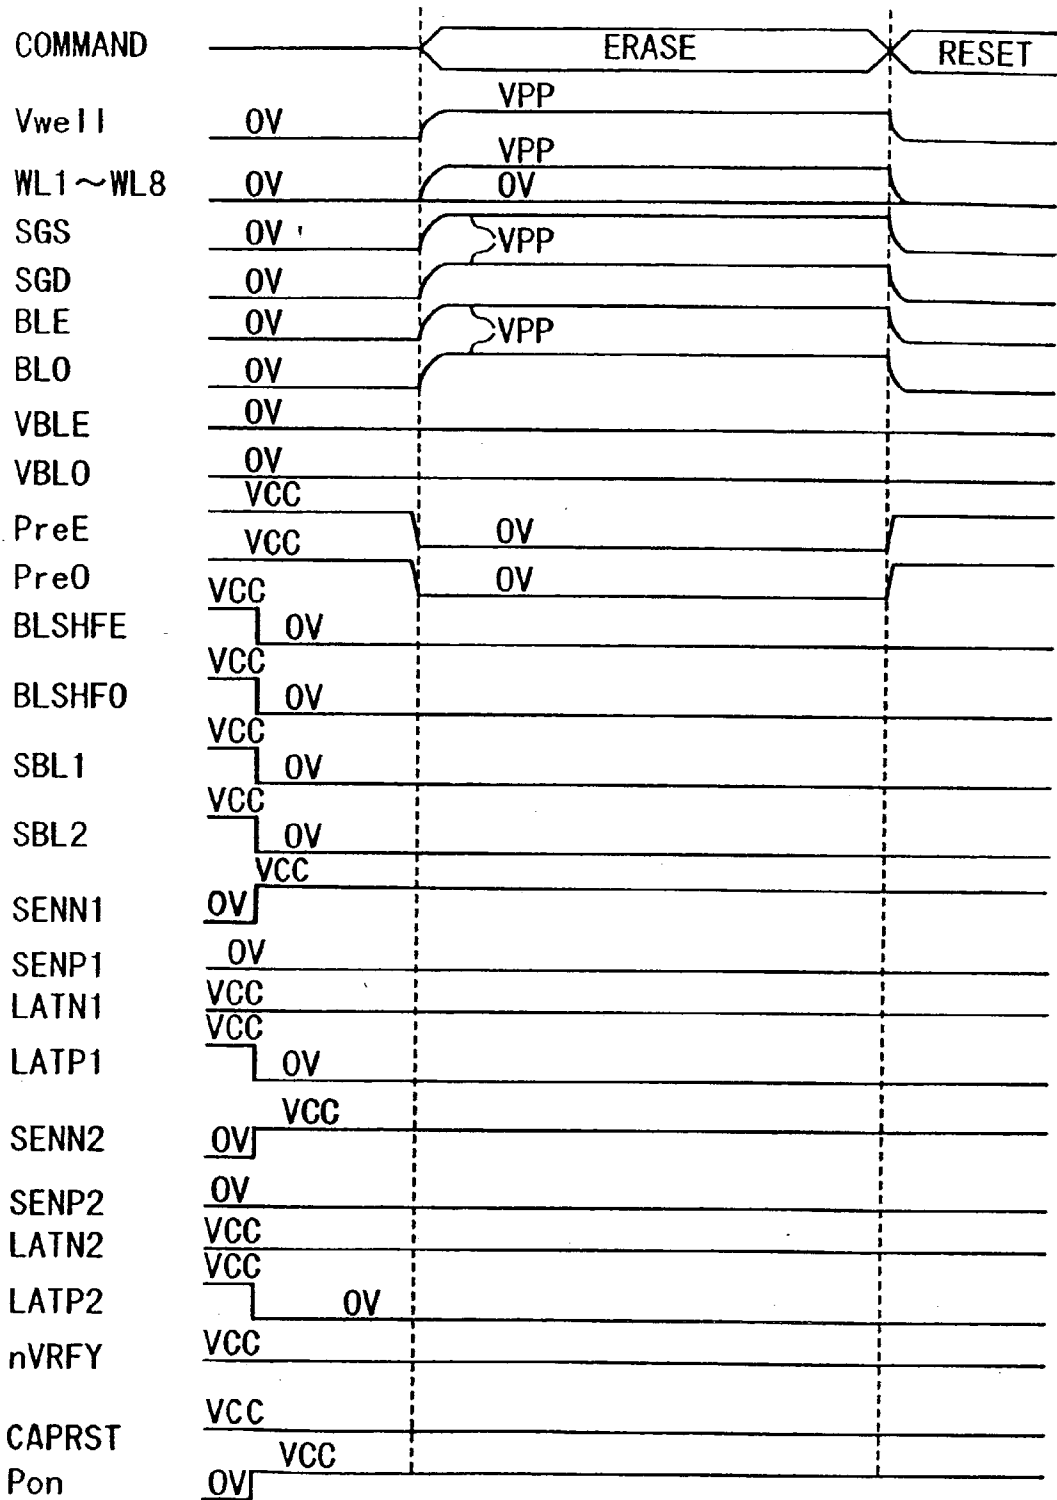 COMMAND ERASE RESET
VPP
Vwell 0V
VPP
WL1~WL8 0V 0V
SGS 0V VPP
SGD 0V
BLE 0V VPP
BLO 0V
VBLE 0V
VBLO 0V
VCC
PreE 0V
VCC
PreO 0V
VCC
BLSHFE 0V
VCC
BLSHFO 0V
VCC
SBL1 0V
VCC
SBL2 0V
VCC
SENN1 0V
SENP1 0V
LATN1 VCC
VCC
LATP1 0V
VCC
SENN2 0V
SENP2 0V
LATN2 VCC
VCC
LATP2 0V
nVRFY VCC
VCC
CAPRST
VCC
Pon 0V